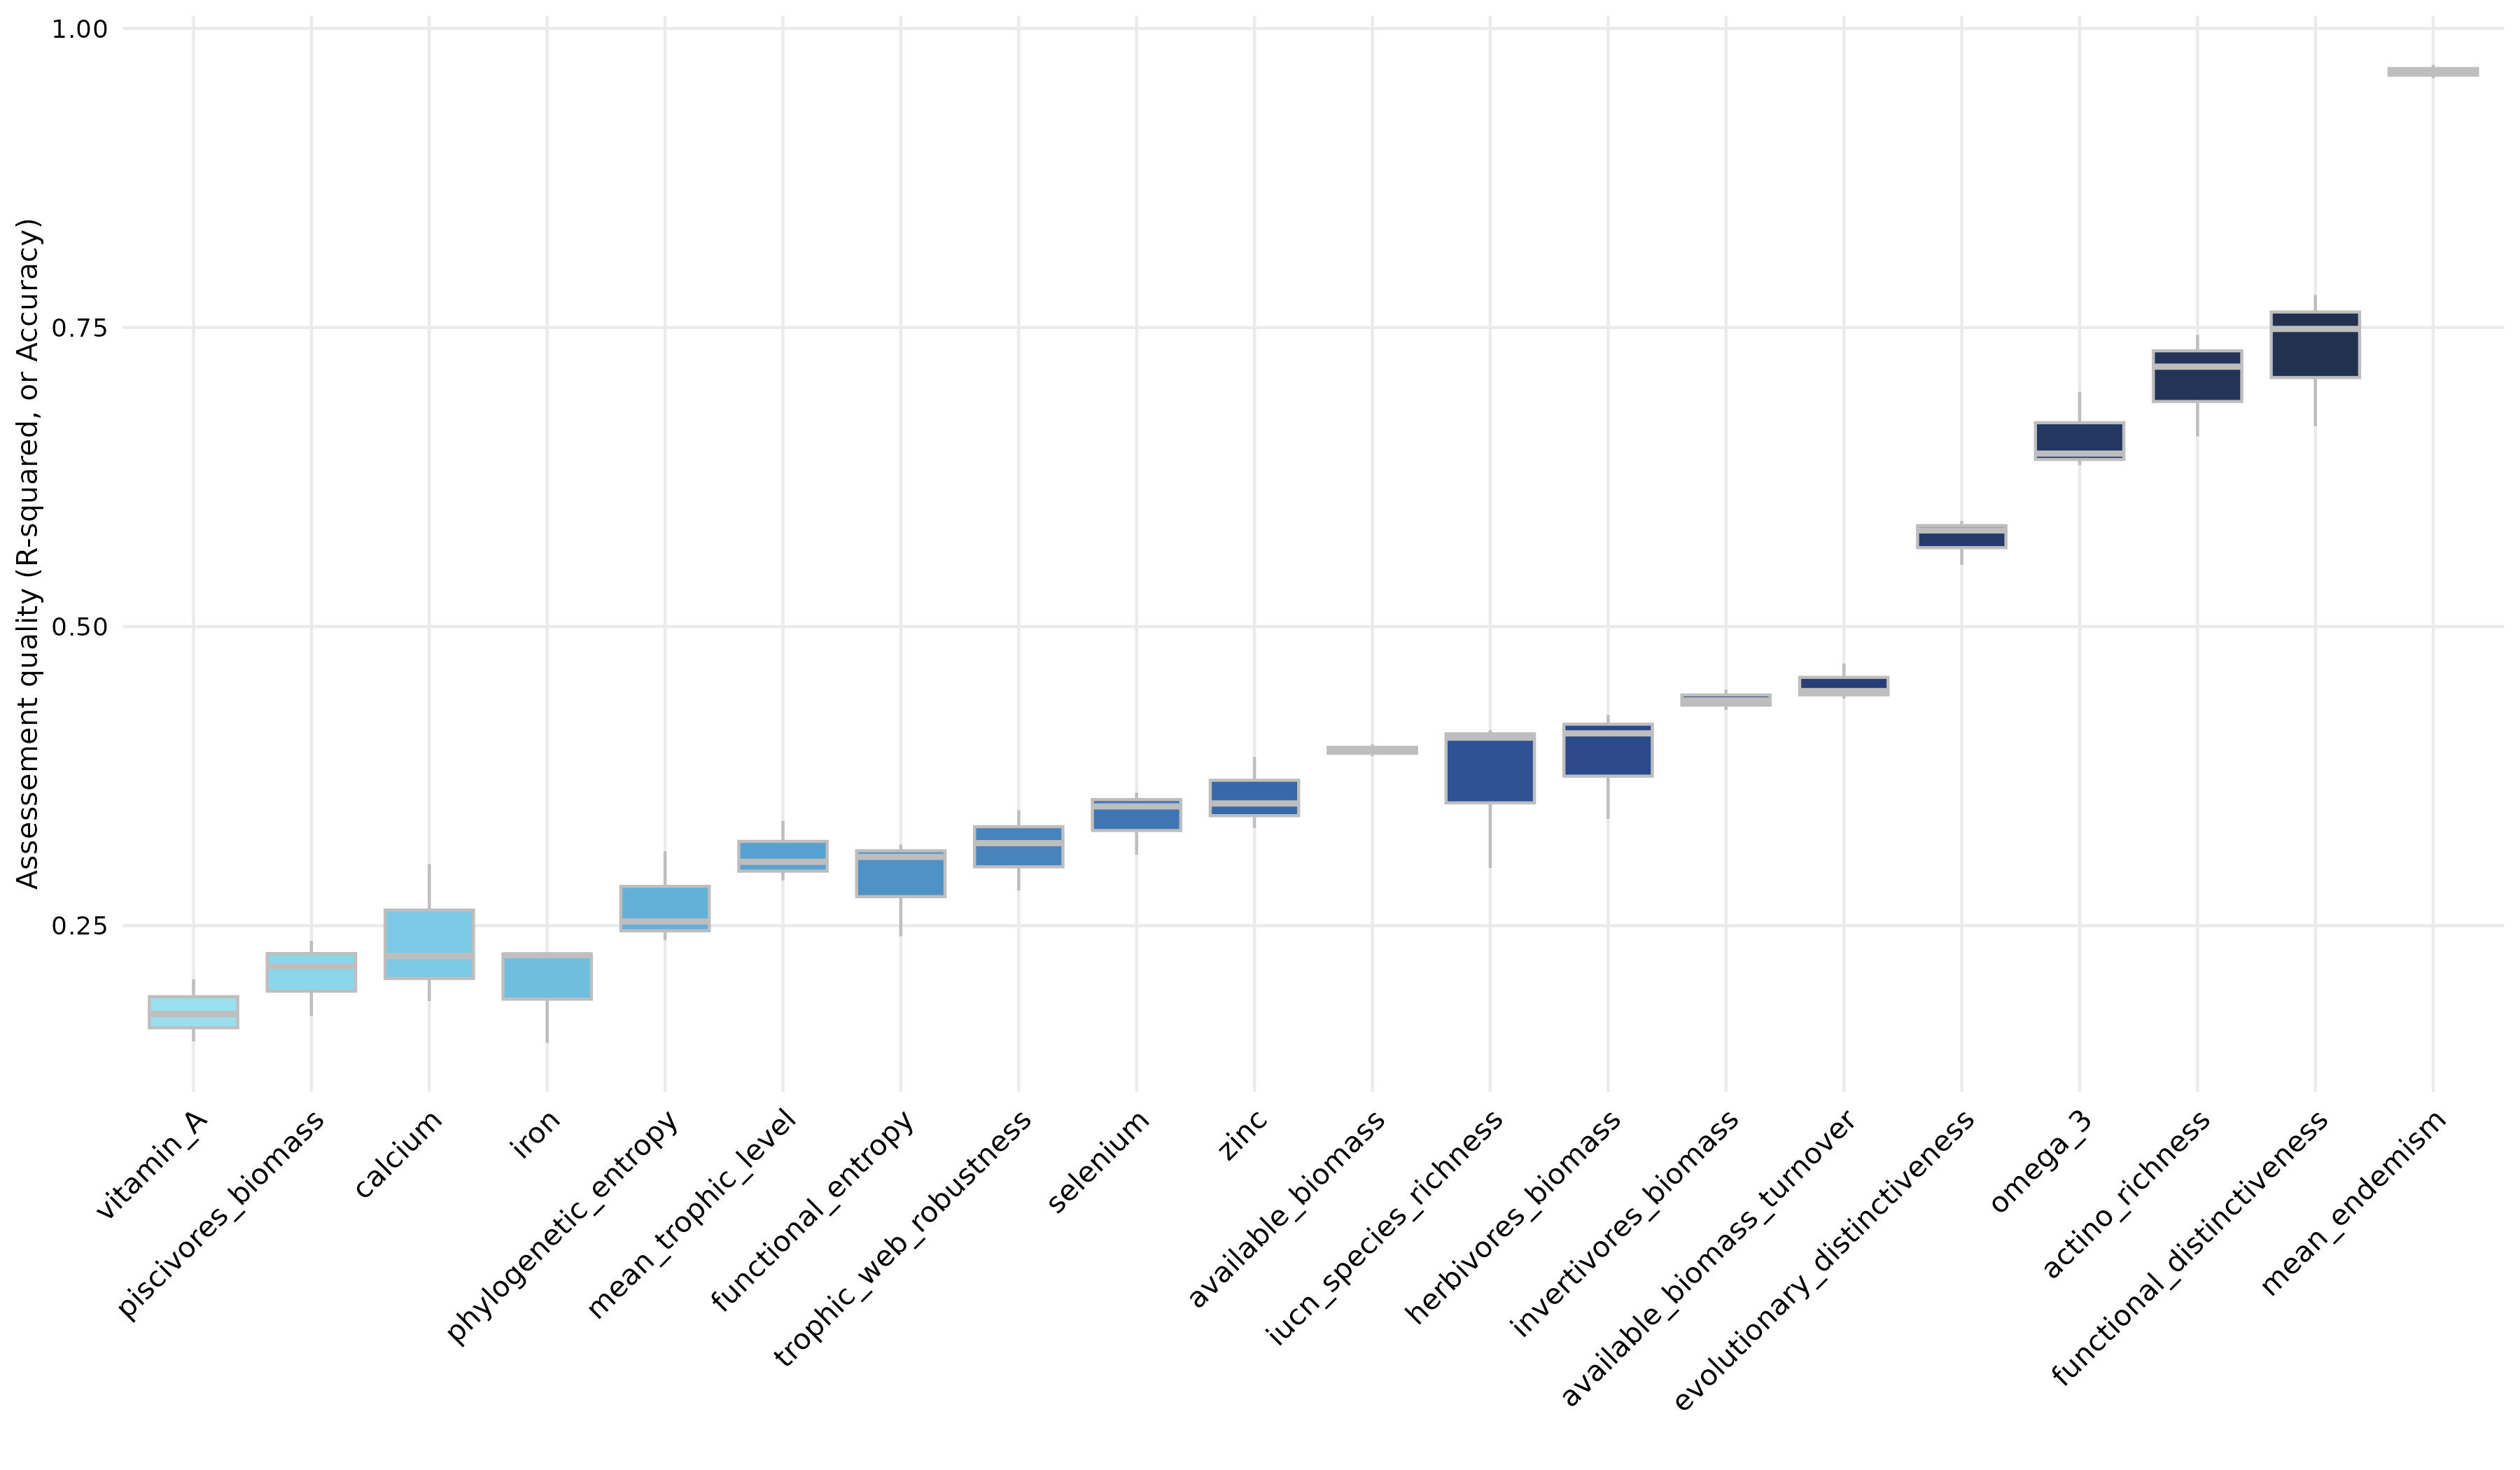 Assessement quality (R-squared, or Accuracy)
1.00
0.75
0.50
0.25
vitamin_A
piscivores_biomass
calcium
iron
phylogenetic_entropy
mean_trophic_level
functional_entropy
trophic_web_robustness
selenium
zinc
available_biomass
iucn_species_richness
herbivores_biomass
invertivores_biomass
available_biomass_turnover
evolutionary_distinctiveness
omega_3
actino_richness
functional_distinctiveness
mean_endemism